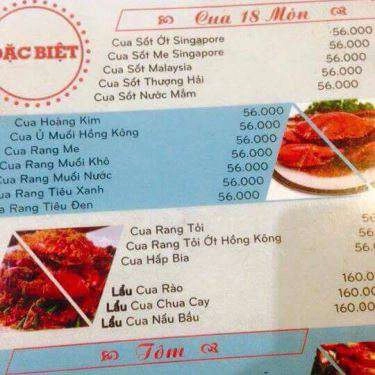 ĐẶC BIỆT
Cua 18 Món
Cua Sốt Ớt Singapore 56.000
Cua Sốt Me Singapore 56.000
Cua Sốt Malaysia 56.000
Cua Sốt Thượng Hải 56.000
Cua Sốt Nước Mắm 56.000
Cua Hoàng Kim 56.000
Cua Ủ Muối Hồng Kông 56.000
Cua Rang Me 56.000
Cua Rang Muối Khô 56.000
Cua Rang Muối Nước 56.000
Cua Rang Tiêu Xanh 56.000
Cua Rang Tiêu Đen 56.000
Cua Rang Tỏi 56
Cua Rang Tỏi Ớt Hồng Kông 56.
Cua Hấp Bia 56
Lẩu Cua Rào 160.00
Lẩu Cua Chua Cay 160.00
Lẩu Cua Nấu Bầu 160.00
Tôm